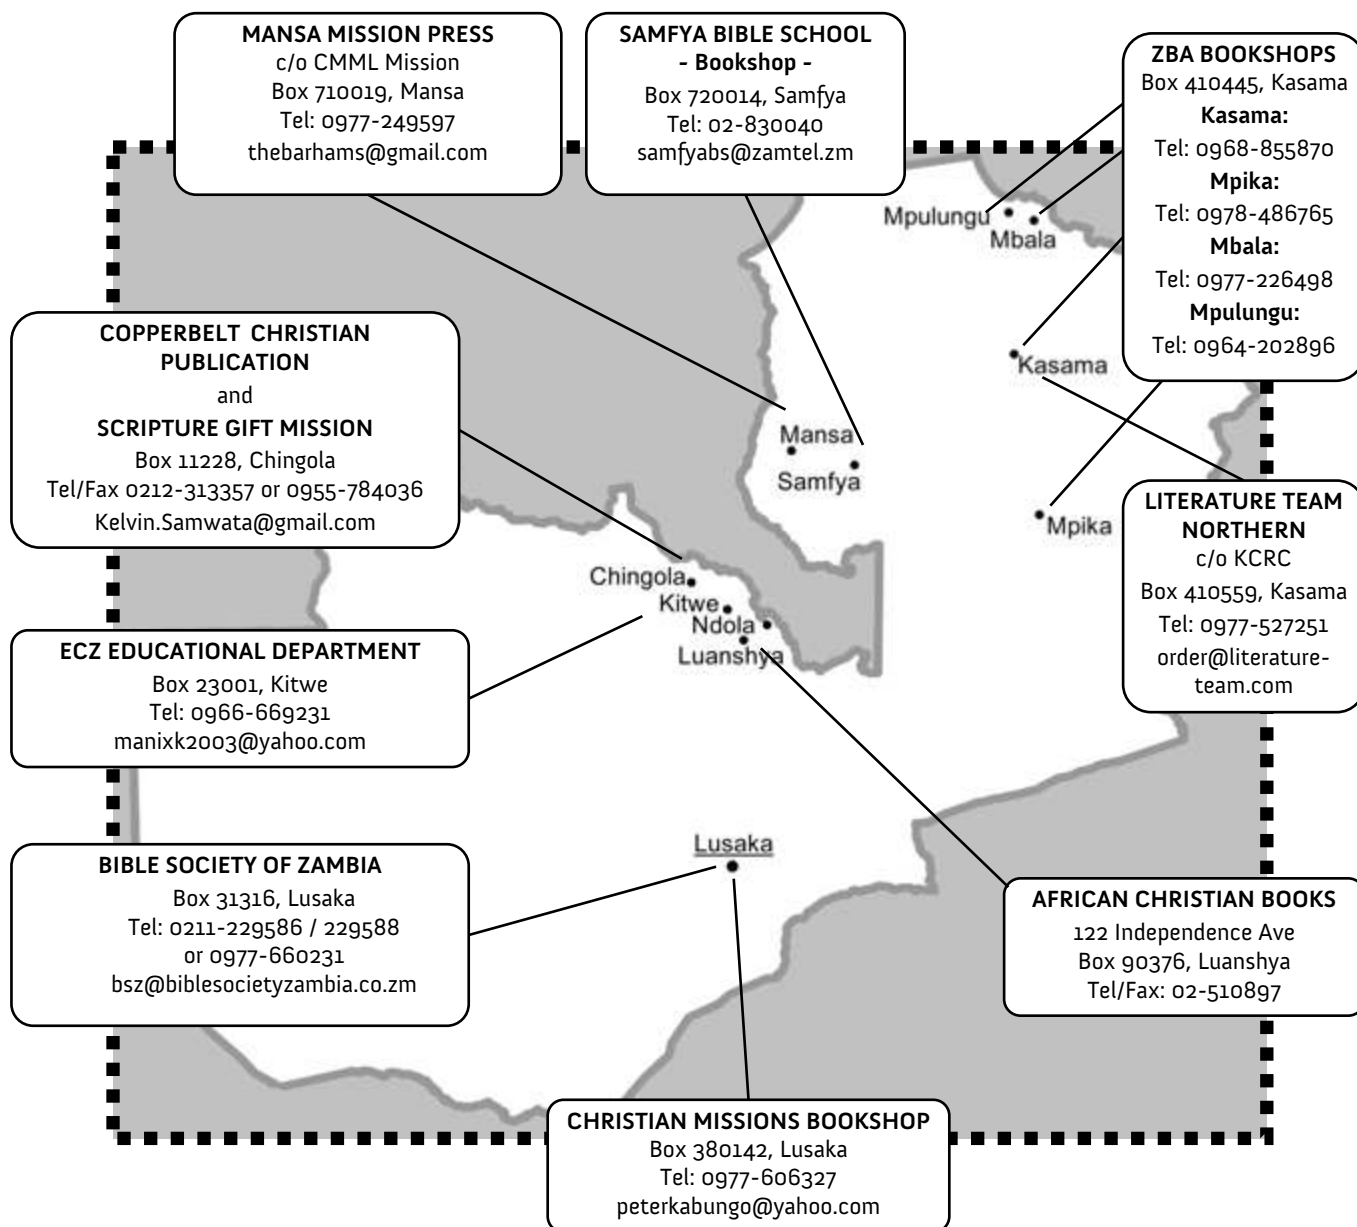 MANSA MISSION PRESS
c/o CMML Mission
Box 710019, Mansa
Tel: 0977-249597
thebarhams@gmail.com
SAMFYA BIBLE SCHOOL
- Bookshop -
Box 720014, Samfya
Tel: 02-830040
samfyabs@zamtel.zm
ZBA BOOKSHOPS
Box 410445, Kasama
Kasama:
Tel: 0968-855870
Mpika:
Tel: 0978-486765
Mbala:
Tel: 0977-226498
Mpulungu:
Tel: 0964-202896
Mpulungu
Mbala
Kasama
COPPERBELT CHRISTIAN
PUBLICATION
and
SCRIPTURE GIFT MISSION
Box 11228, Chingola
Tel/Fax 0212-313357 or 0955-784036
Kelvin.Samwata@gmail.com
Mansa
Samfya
Mpika
LITERATURE TEAM
NORTHERN
c/o KCRC
Box 410559, Kasama
Tel: 0977-527251
order@literature-
team.com
Chingola
Kitwe
Ndola
Luanshya
ECZ EDUCATIONAL DEPARTMENT
Box 23001, Kitwe
Tel: 0966-669231
manixk2003@yahoo.com
Lusaka
BIBLE SOCIETY OF ZAMBIA
Box 31316, Lusaka
Tel: 0211-229586 / 229588
or 0977-660231
bsz@biblesocietyzambia.co.zm
AFRICAN CHRISTIAN BOOKS
122 Independence Ave
Box 90376, Luanshya
Tel/Fax: 02-510897
CHRISTIAN MISSIONS BOOKSHOP
Box 380142, Lusaka
Tel: 0977-606327
peterkabungo@yahoo.com